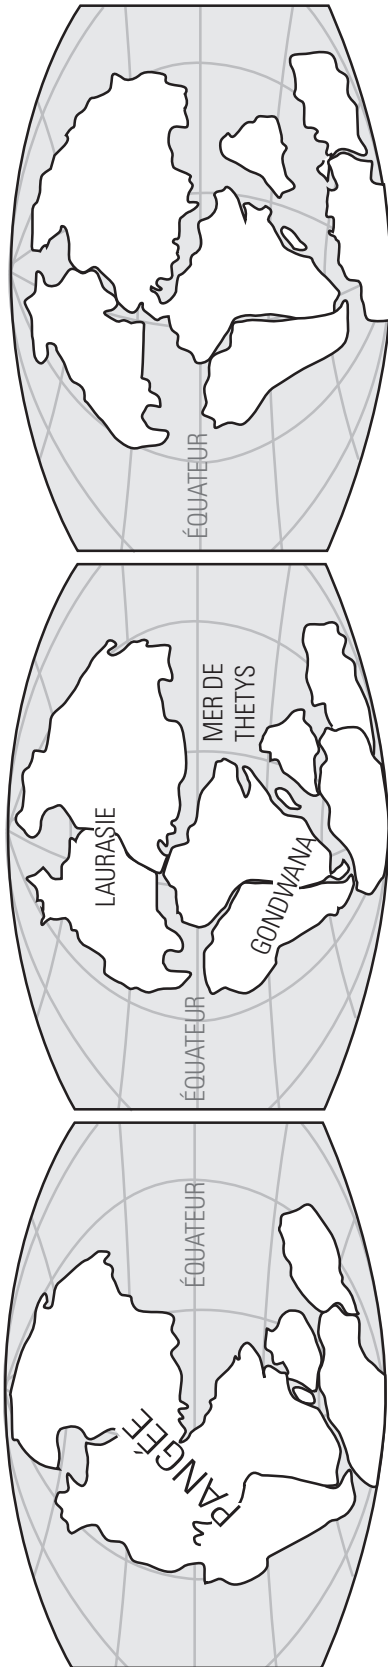 PANGÉE
ÉQUATEUR
LAURASIE
MER DE
THETYS
GONDWANA
ÉQUATEUR
ÉQUATEUR